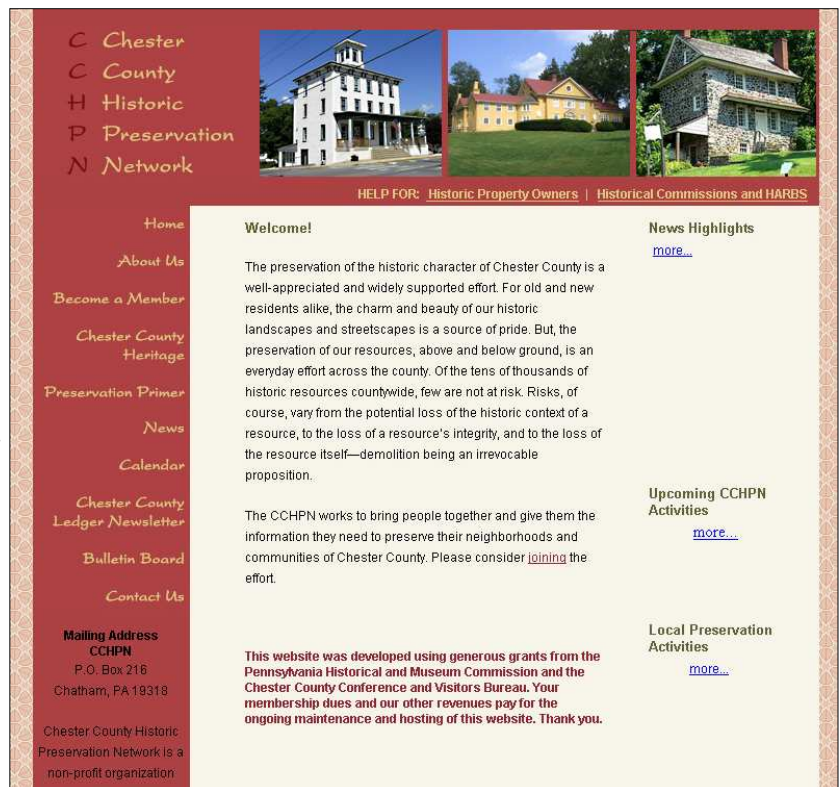 C Chester
C County
H Historic
P Preservation
N Network
HELP FOR: Historic Property Owners | Historical Commissions and HARBS
Home
About Us
Become a Member
Chester County
Heritage
Preservation Primer
News
Calendar
Chester County
Ledger Newsletter
Bulletin Board
Contact Us
Mailing Address
CCHPN
P.O. Box 216
Chatham, PA 19318
Chester County Historic
Preservation Network is a
non-profit organization
Welcome!
The preservation of the historic character of Chester County is a
well-appreciated and widely supported effort. For old and new
residents alike, the charm and beauty of our historic
landscapes and streetscapes is a source of pride. But, the
preservation of our resources, above and below ground, is an
everyday effort across the county. Of the tens of thousands of
historic resources countywide, few are not at risk. Risks, of
course, vary from the potential loss of the historic context of a
resource, to the loss of a resource's integrity, and to the loss of
the resource itself—demolition being an irrevocable
proposition.
The CCHPN works to bring people together and give them the
information they need to preserve their neighborhoods and
communities of Chester County. Please consider joining the
effort.
This website was developed using generous grants from the
Pennsylvania Historical and Museum Commission and the
Chester County Conference and Visitors Bureau. Your
membership dues and our other revenues pay for the
ongoing maintenance and hosting of this website. Thank you.
News Highlights
more...
Upcoming CCHPN
Activities
more...
Local Preservation
Activities
more...